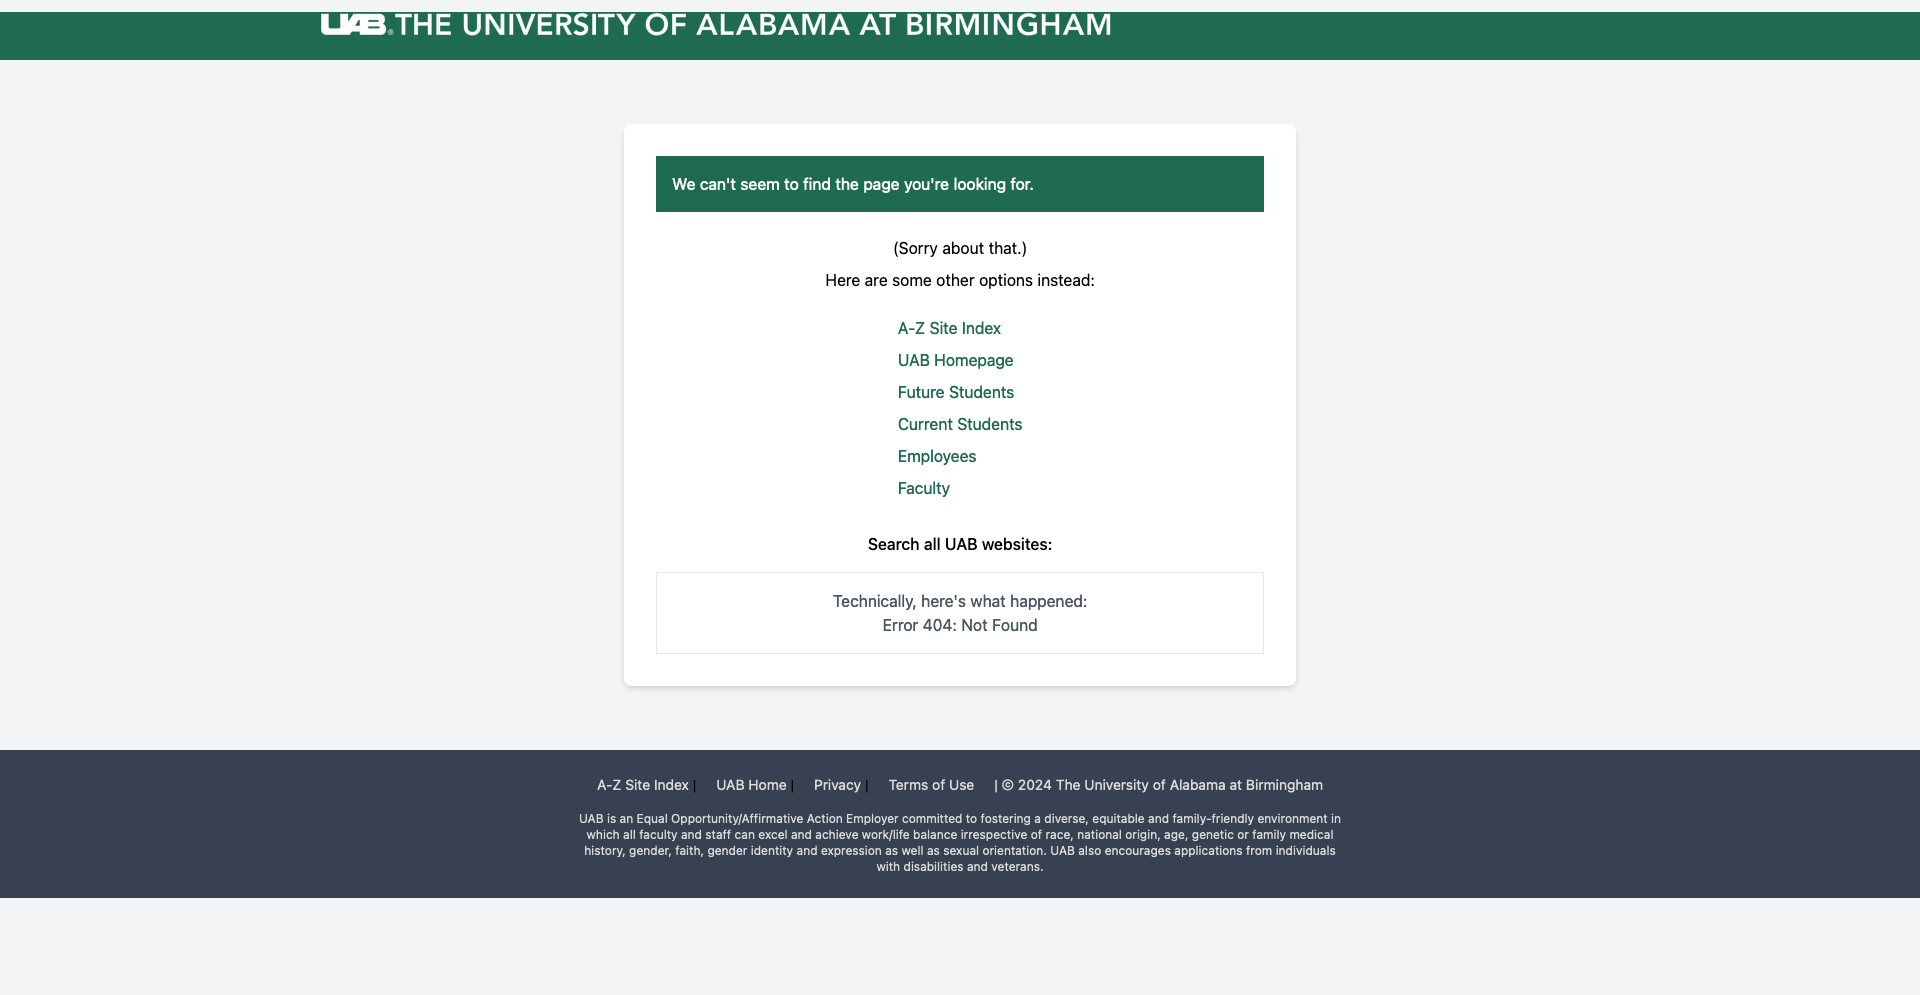 UAB® THE UNIVERSITY OF ALABAMA AT BIRMINGHAM
We can't seem to find the page you're looking for.
(Sorry about that.)
Here are some other options instead:
A-Z Site Index
UAB Homepage
Future Students
Current Students
Employees
Faculty
Search all UAB websites:
Technically, here's what happened:
Error 404: Not Found
A-Z Site Index | UAB Home | Privacy | Terms of Use | © 2024 The University of Alabama at Birmingham
UAB is an Equal Opportunity/Affirmative Action Employer committed to fostering a diverse, equitable and family-friendly environment in
which all faculty and staff can excel and achieve work/life balance irrespective of race, national origin, age, genetic or family medical
history, gender, faith, gender identity and expression as well as sexual orientation. UAB also encourages applications from individuals
with disabilities and veterans.